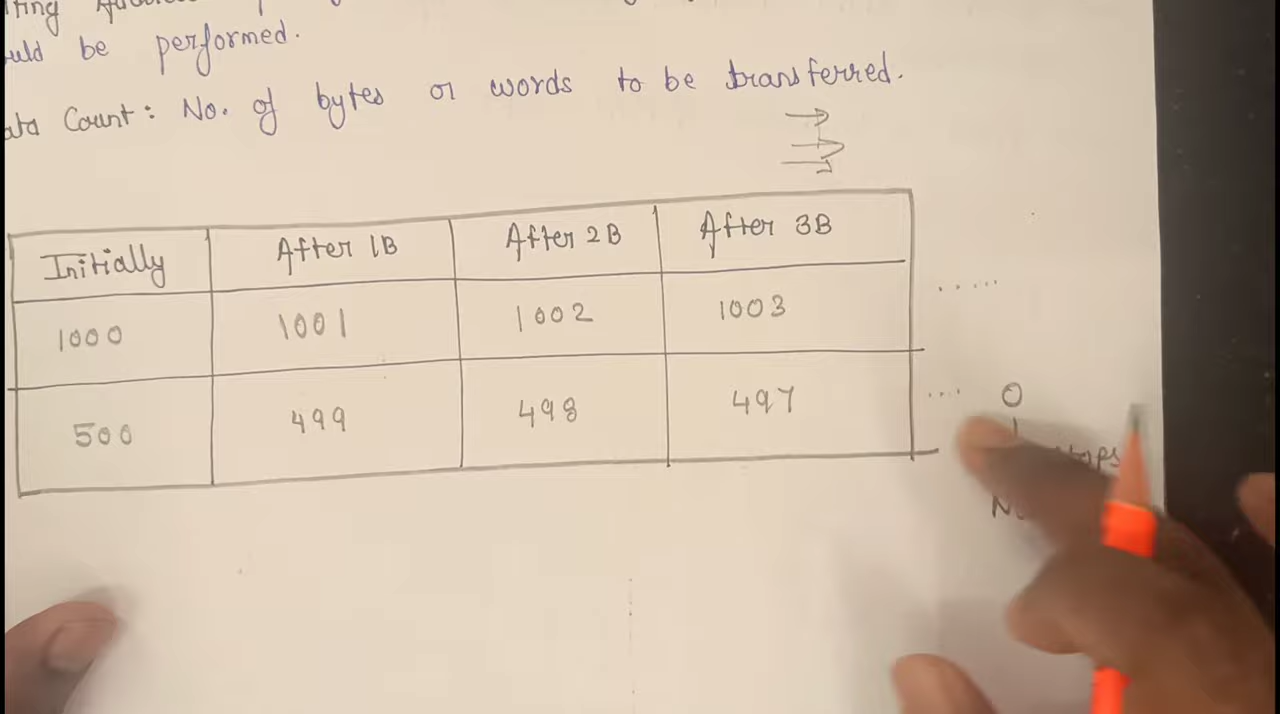 be performed.
Count: No. of bytes or words to be transferred.
Initially After 1B After 2B After 3B
1000 1001 1002 1003 .....
500 499 498 497 .... 0